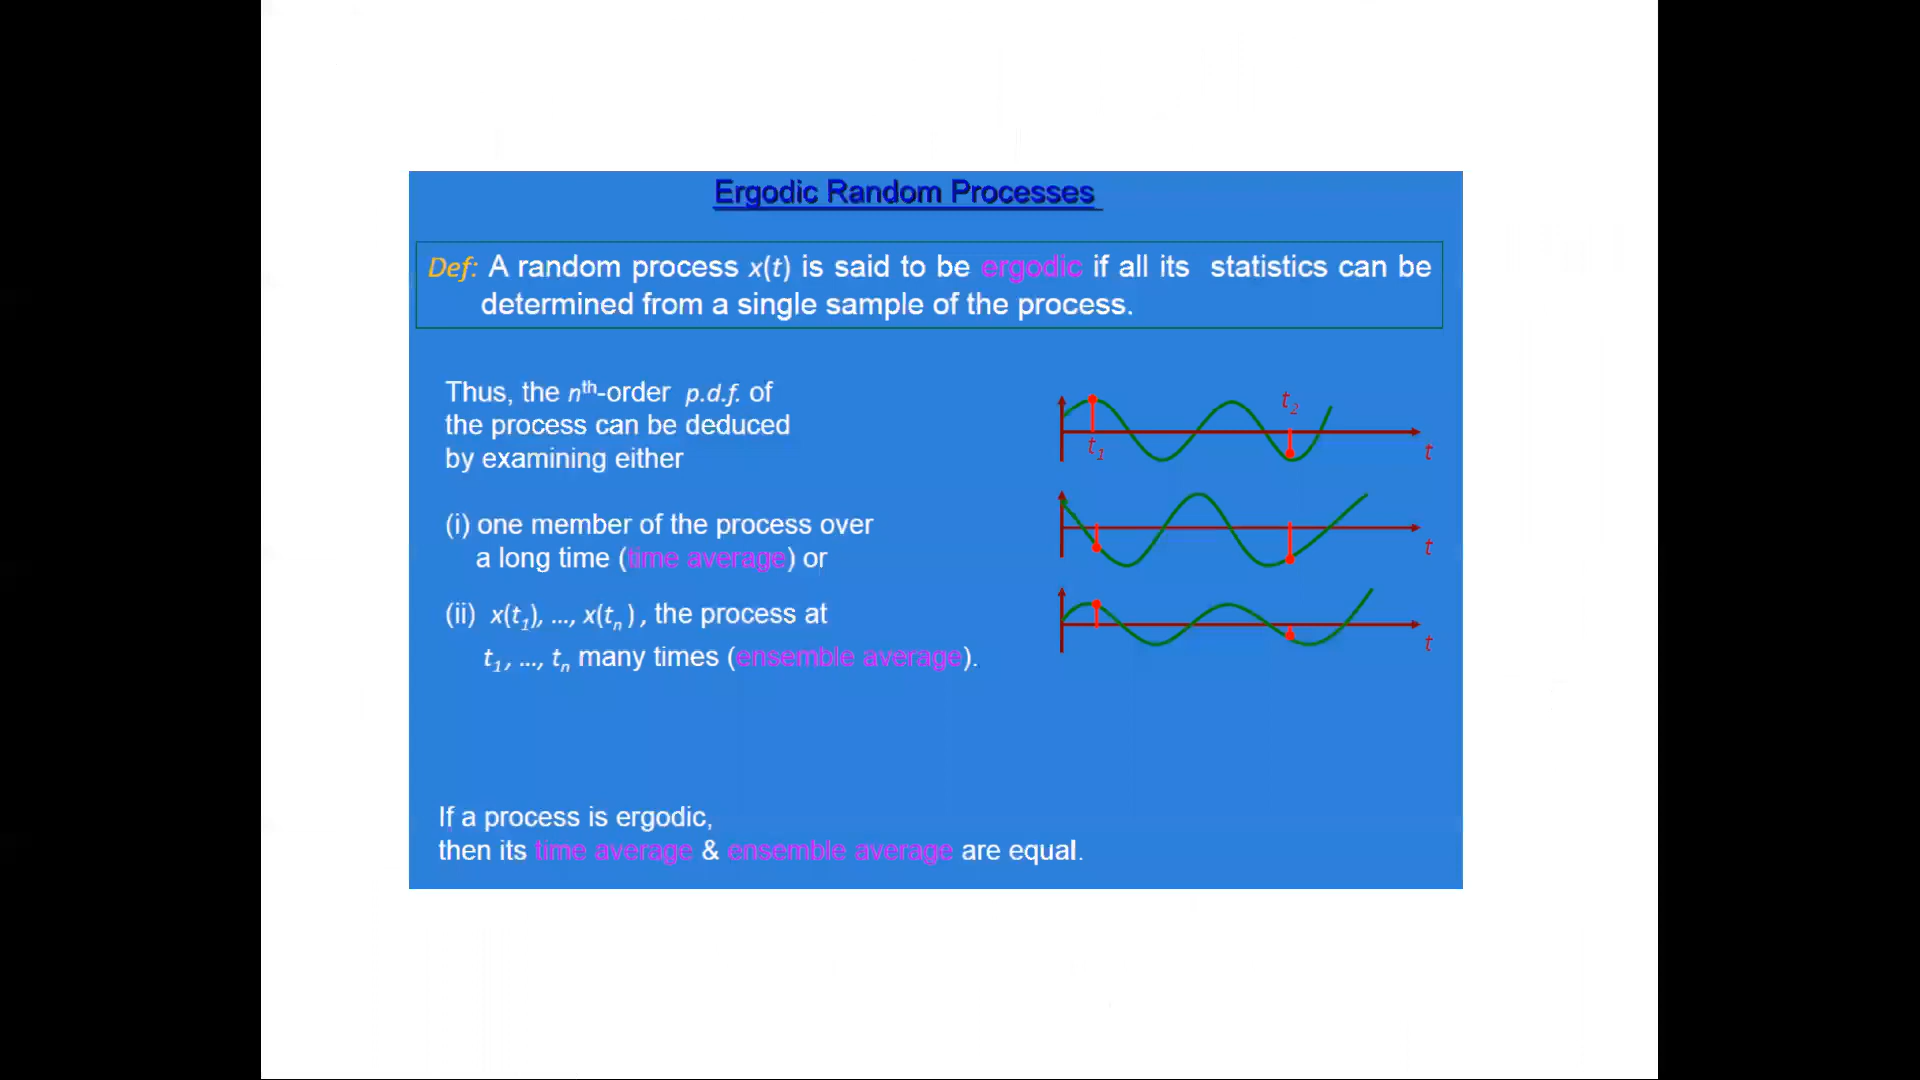 Ergodic Random Processes
Def: A random process x(t) is said to be ergodic if all its statistics can be
determined from a single sample of the process.
Thus, the nth-order p.d.f. of
the process can be deduced
by examining either
(i) one member of the process over
a long time (time average) or
(ii) x(t1), ..., x(tn), the process at
t1, ..., tn many times (ensemble average).
t1
t2
t
t
t
If a process is ergodic,
then its time average & ensemble average are equal.